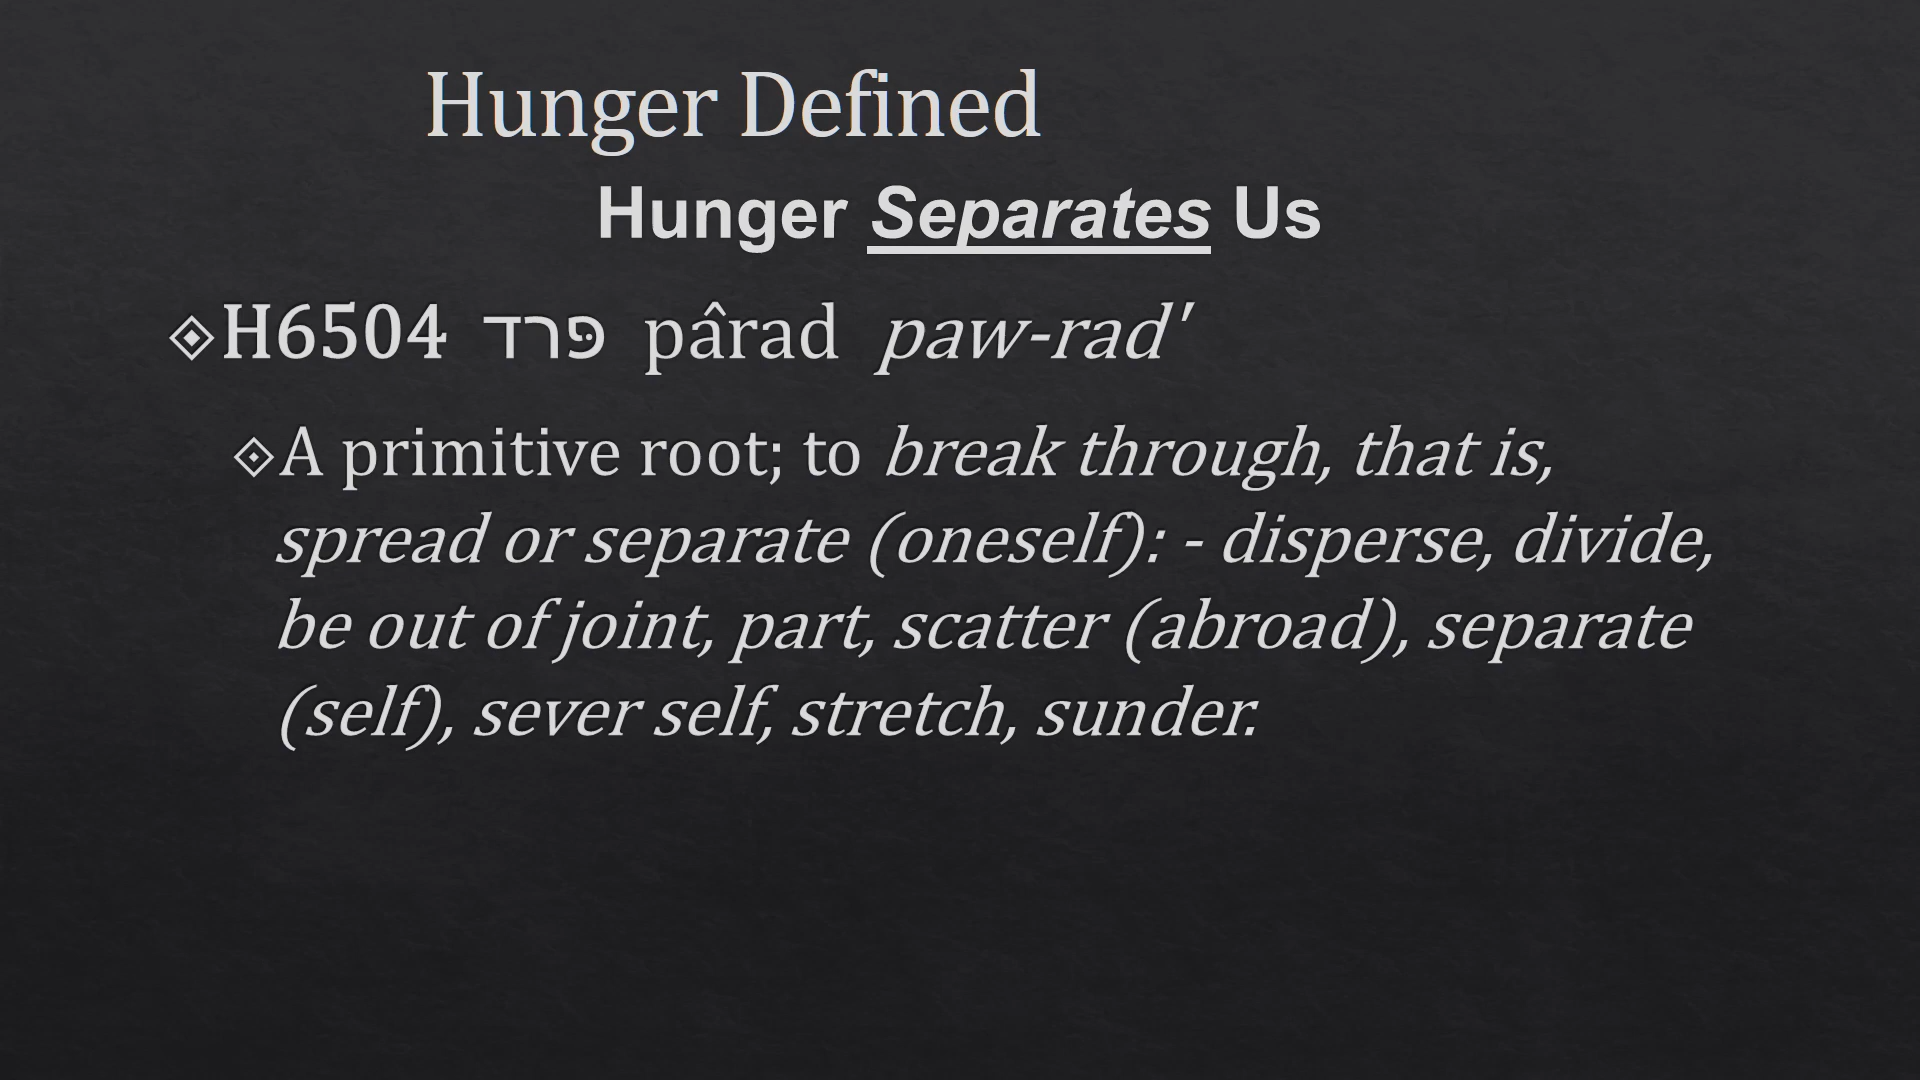 Hunger Defined
Hunger Separates Us
H6504 פּרד pârad paw-rad'
A primitive root; to break through, that is,
spread or separate (oneself): - disperse, divide,
be out of joint, part, scatter (abroad), separate
(self), sever self, stretch, sunder.